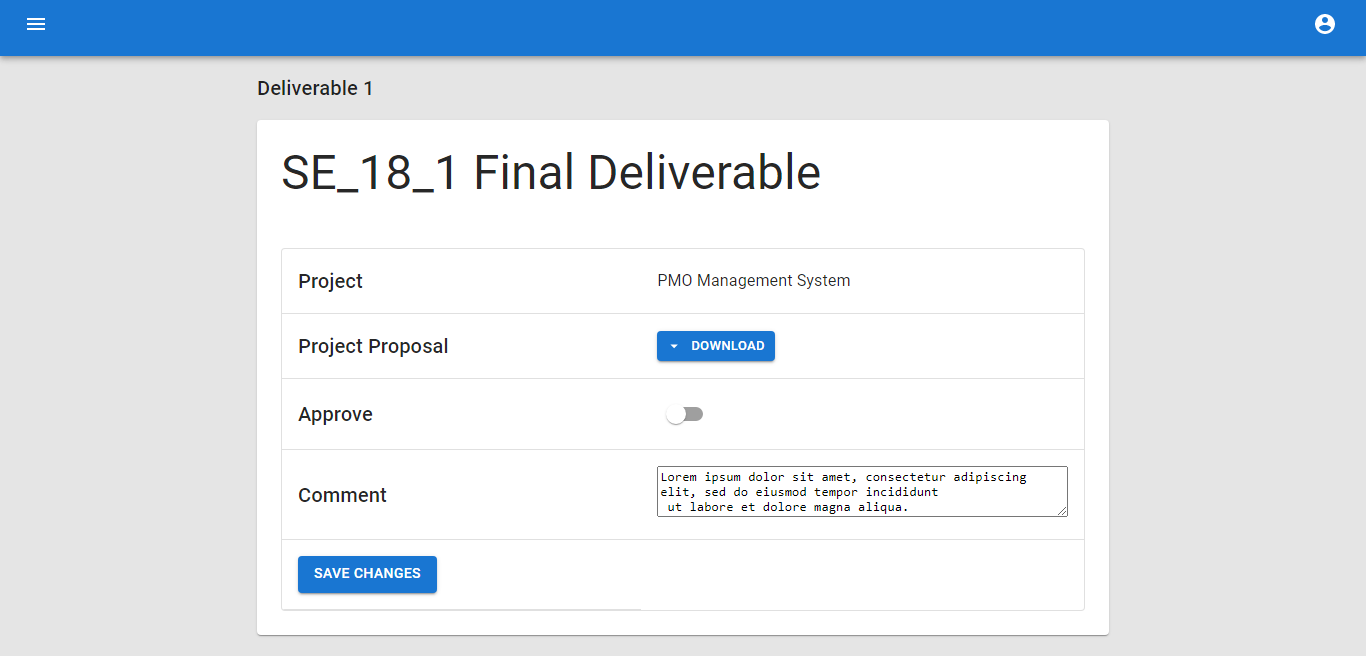 Deliverable 1
SE_18_1 Final Deliverable
Project
PMO Management System
Project Proposal
DOWNLOAD
Approve
Comment
Lorem ipsum dolor sit amet, consectetur adipiscing
elit, sed do eiusmod tempor incididunt
ut labore et dolore magna aliqua.
SAVE CHANGES